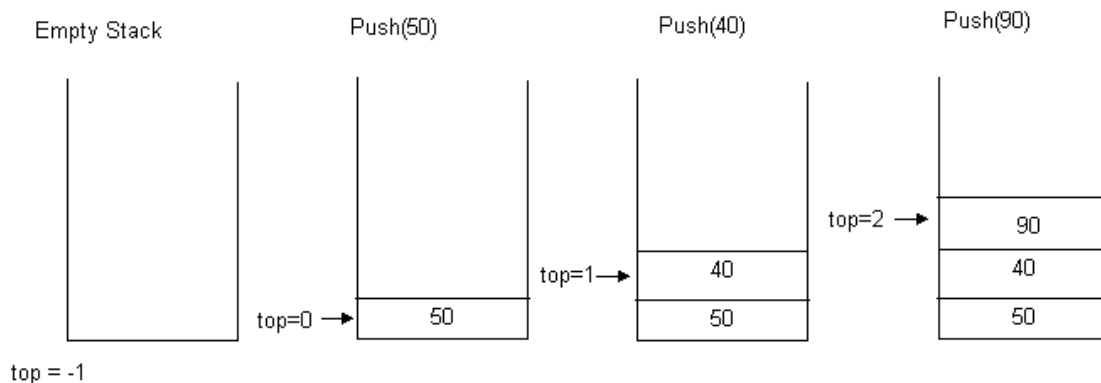 Empty Stack
Push(50)
Push(40)
Push(90)
top=2
90
top=1
40
40
top=0
50
50
50
top = -1